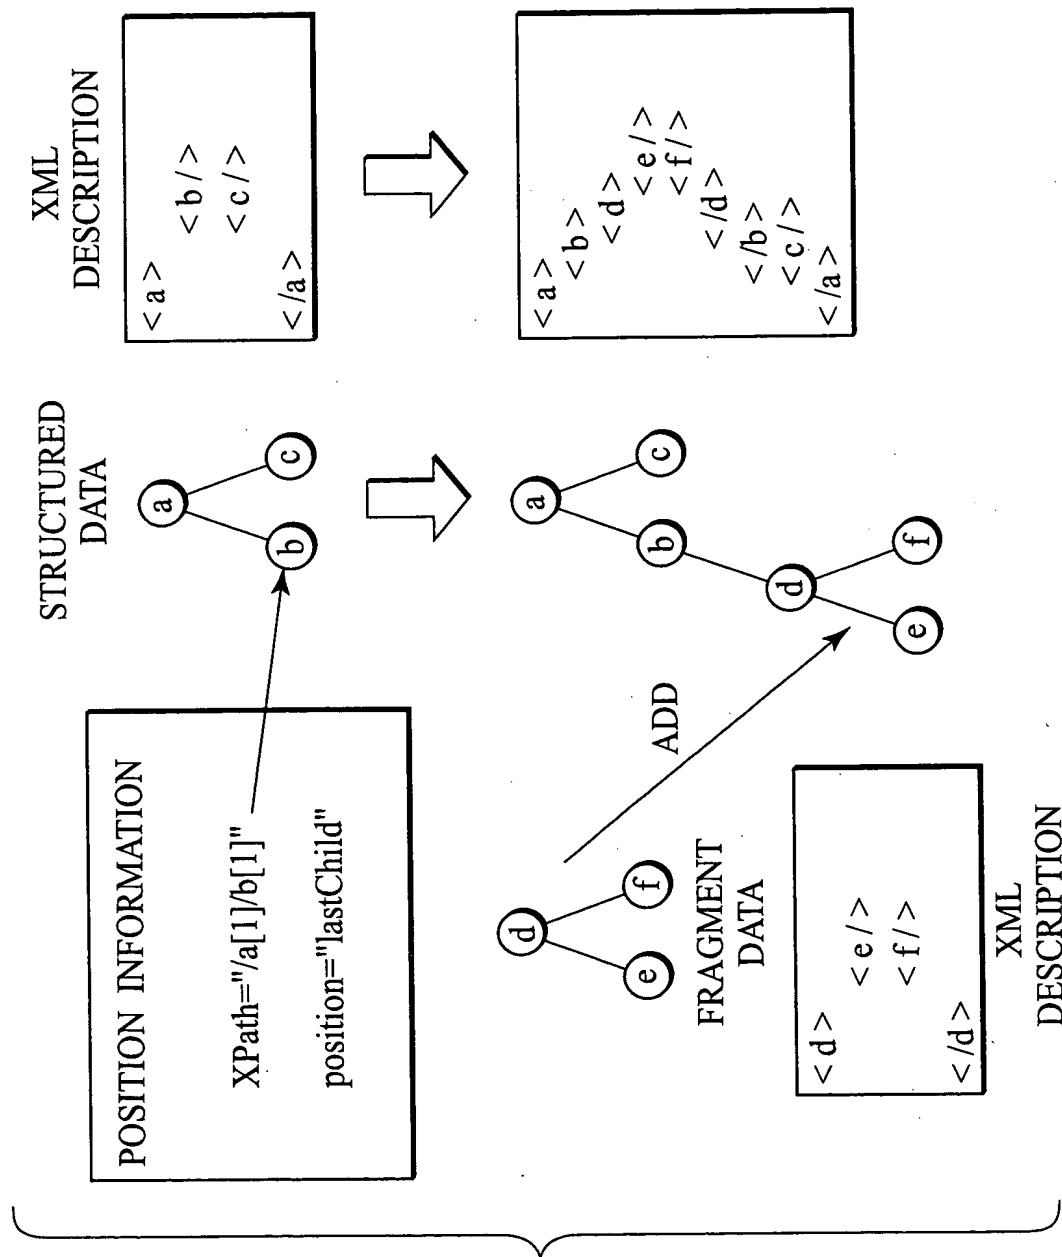 POSITION INFORMATION
XPath="/a[1]/b[1]"
position="lastChild"
STRUCTURED
DATA
a
b
c
XML
DESCRIPTION
<a>
<b/>
<c/>
</a>
d
e
f
FRAGMENT
DATA
<d>
<e/>
<f/>
</d>
XML
DESCRIPTION
ADD
a
b
c
d
e
f
<a>
<b>
<d>
<e/>
<f/>
</d>
</b>
<c/>
</a>